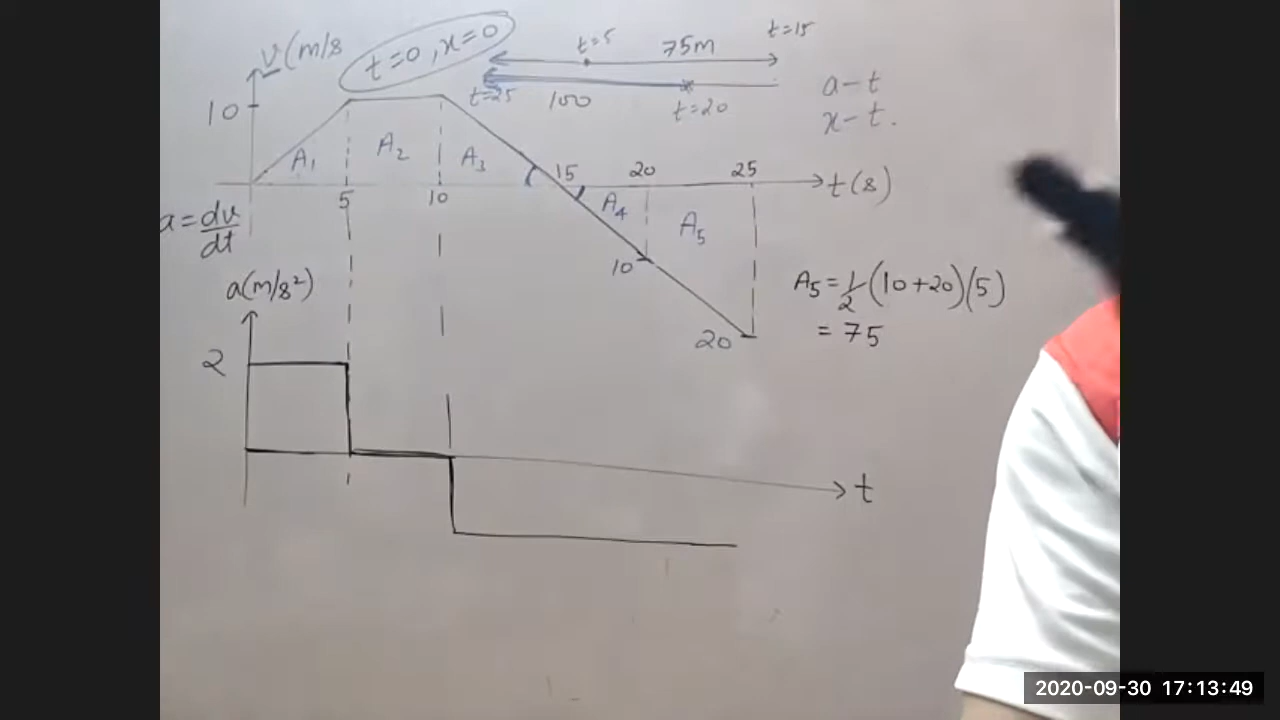 v(m/s
t=0, x=0
t=5
75m
t=15
t=25
100
t=20
a-t
x-t.
10
A₁
A₂
A₃
15
20
25
t(s)
5
10
A₄
A₅
a=dv/dt
10
20
A₅=1/2(10+20)(5)
=75
a(m/s²)
2
t
2020-09-30 17:13:49